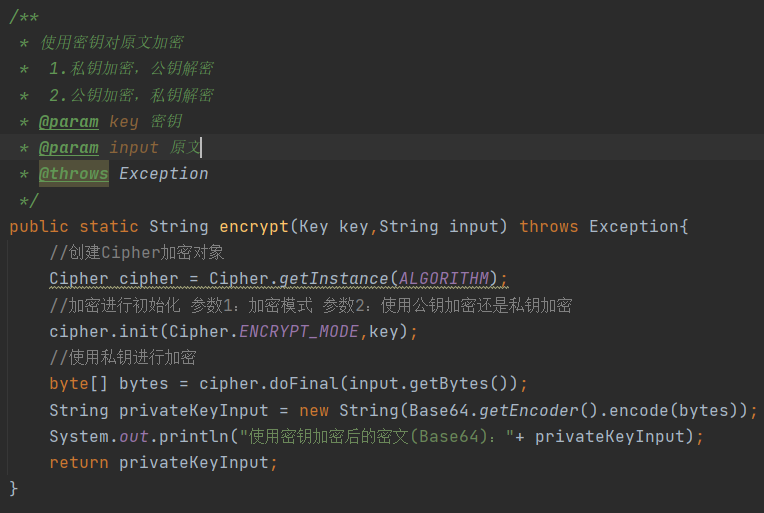 /**
 * 使用密钥对原文加密
 *  1.私钥加密，公钥解密
 *  2.公钥加密，私钥解密
 * @param key 密钥
 * @param input 原文
 * @throws Exception
 */
public static String encrypt(Key key,String input) throws Exception{
    //创建Cipher加密对象
    Cipher cipher = Cipher.getInstance(ALGORITHM);
    //加密进行初始化 参数1：加密模式 参数2：使用公钥加密还是私钥加密
    cipher.init(Cipher.ENCRYPT_MODE,key);
    //使用私钥进行加密
    byte[] bytes = cipher.doFinal(input.getBytes());
    String privateKeyInput = new String(Base64.getEncoder().encode(bytes));
    System.out.println("使用密钥加密后的密文(Base64)："+ privateKeyInput);
    return privateKeyInput;
}